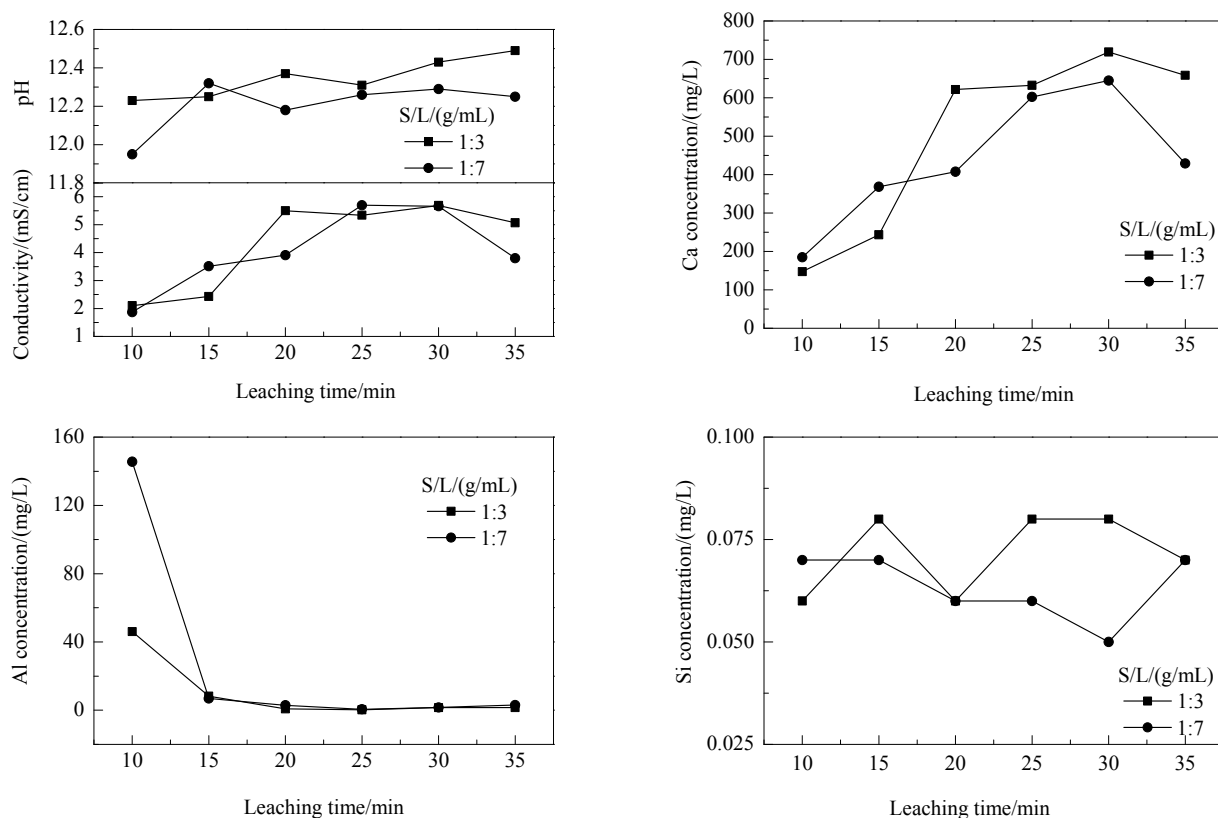 12.6
12.4
12.2
12.0
11.8
pH
S/L/(g/mL)
1:3
1:7
6
5
4
3
2
1
Conductivity/(mS/cm)
10 15 20 25 30 35
Leaching time/min
800
700
600
500
400
300
200
100
0
Ca concentration/(mg/L)
S/L/(g/mL)
1:3
1:7
10 15 20 25 30 35
Leaching time/min
160
120
80
40
0
Al concentration/(mg/L)
S/L/(g/mL)
1:3
1:7
10 15 20 25 30 35
Leaching time/min
0.100
0.075
0.050
0.025
Si concentration/(mg/L)
S/L/(g/mL)
1:3
1:7
10 15 20 25 30 35
Leaching time/min